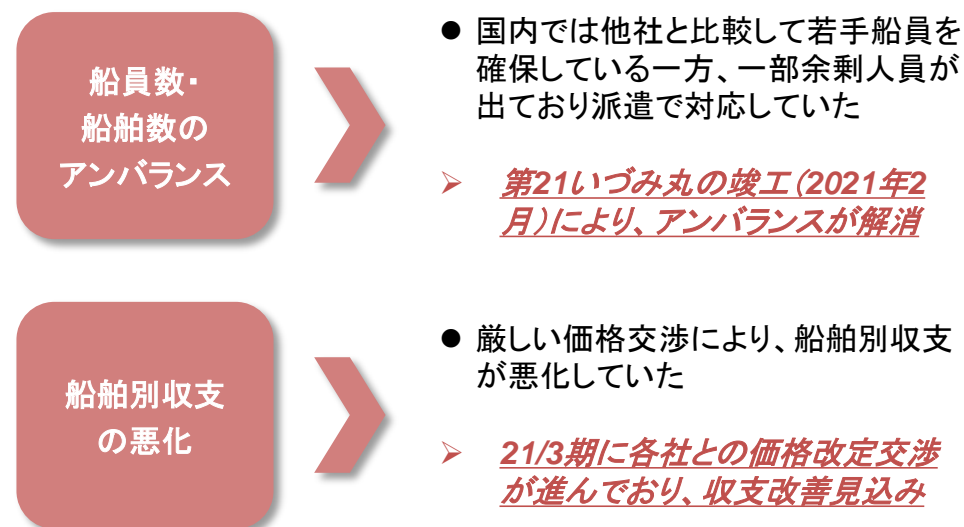 船員数・
船舶数の
アンバランス
● 国内では他社と比較して若手船員を
確保している一方、一部余剰人員が
出ており派遣で対応していた
➢ 第21いづみ丸の竣工（2021年2
月）により、アンバランスが解消
船舶別収支
の悪化
● 厳しい価格交渉により、船舶別収支
が悪化していた
➢ 21/3期に各社との価格改定交渉
が進んでおり、収支改善見込み